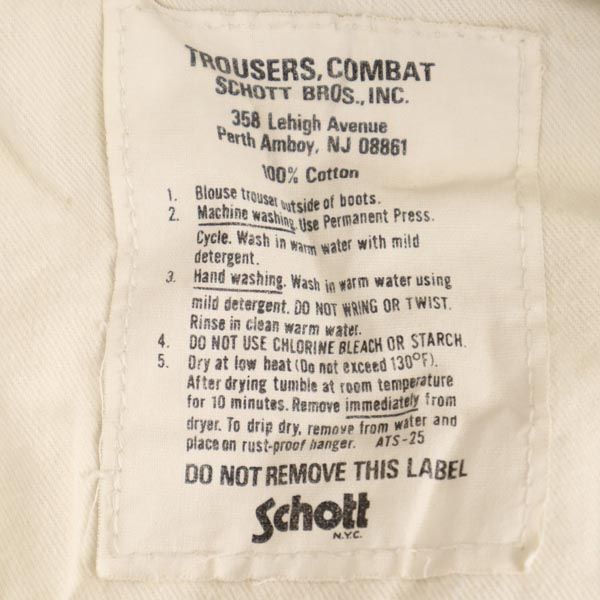 TROUSERS, COMBAT
SCHOTT BROS., INC.
358 Lehigh Avenue
Perth Amboy, NJ 08861
100% Cotton
1. Blouse trouser outside of boots.
2. Machine washing. Use Permanent Press.
Cycle. Wash in warm water with mild
detergent.
3. Hand washing. Wash in warm water using
mild detergent. DO NOT WRING OR TWIST.
Rinse in clean warm water.
4. DO NOT USE CHLORINE BLEACH OR STARCH.
5. Dry at low heat (Do not exceed 130°F).
After drying tumble at room temperature
for 10 minutes. Remove immediately from
dryer. To drip dry, remove from water and
place on rust-proof hanger. ATS-25
DO NOT REMOVE THIS LABEL
Schott
N.Y.C.